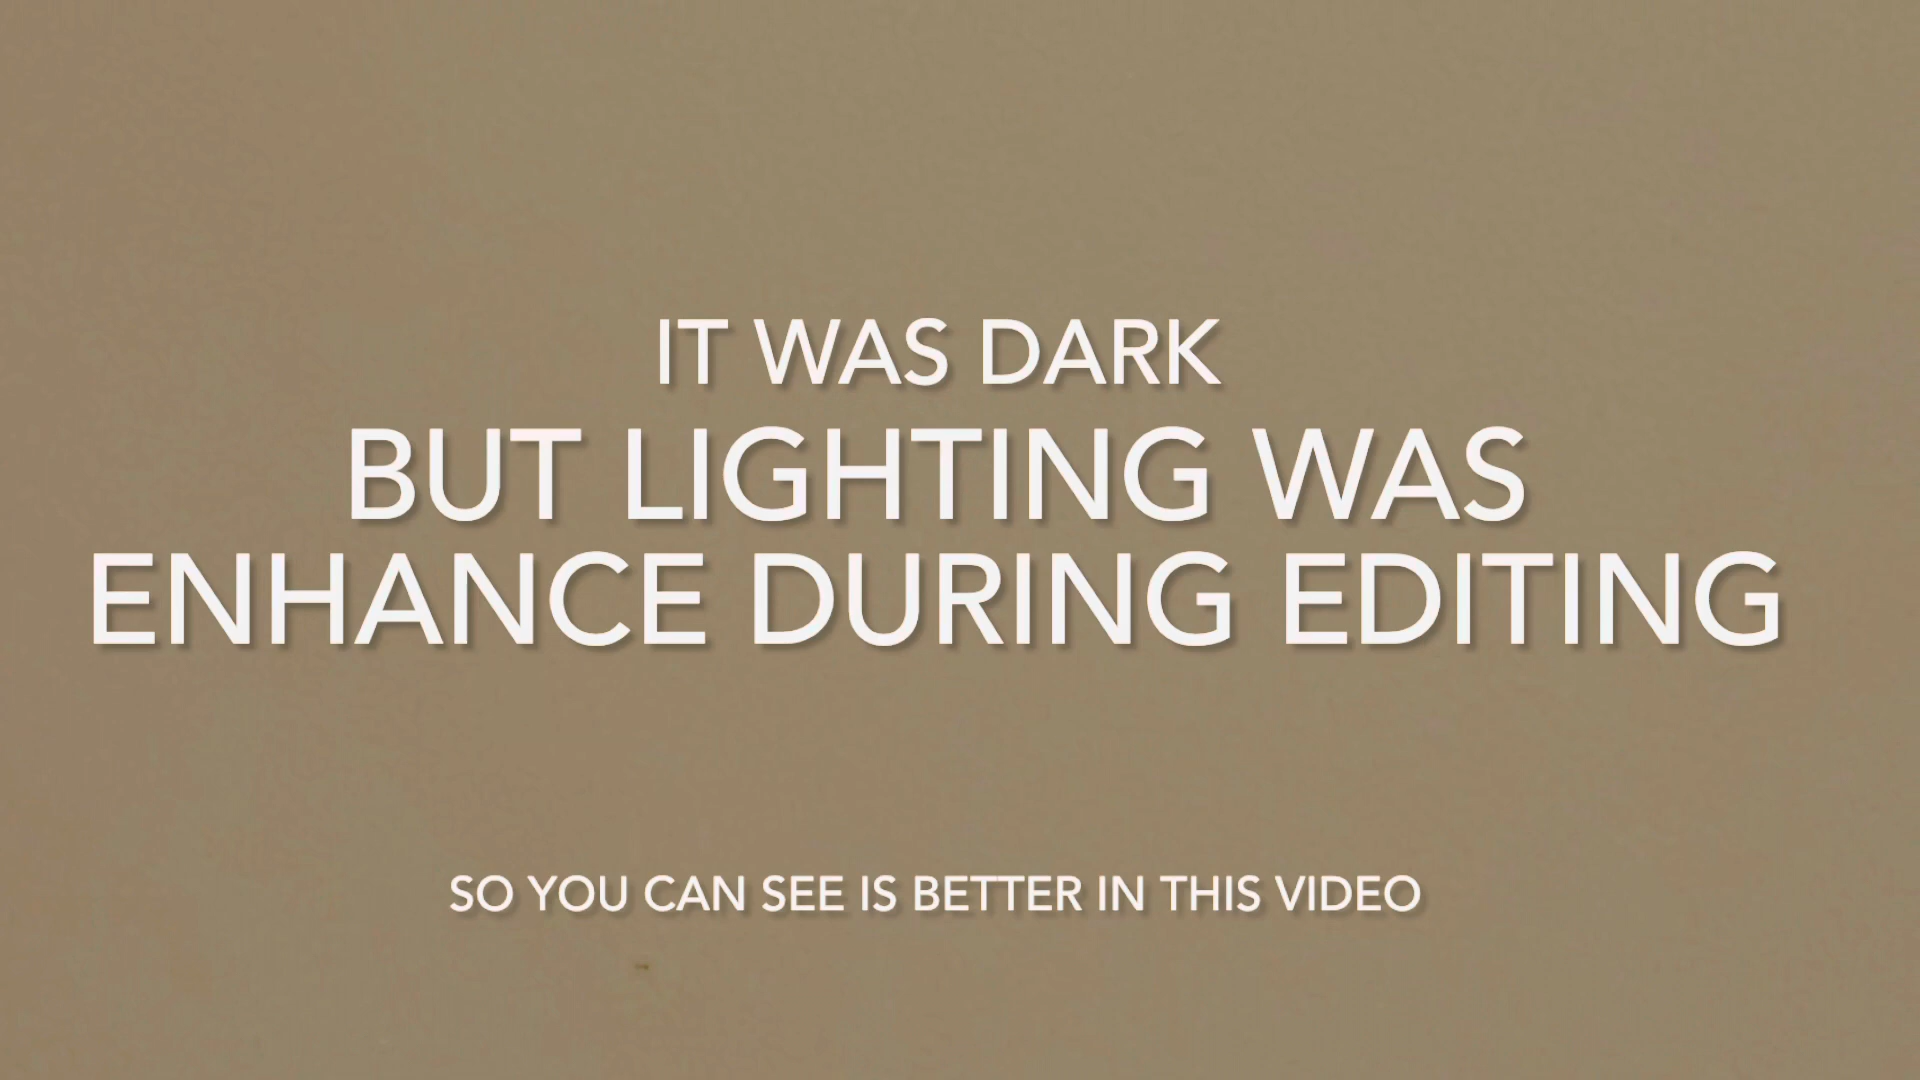 IT WAS DARK
BUT LIGHTING WAS
ENHANCE DURING EDITING
SO YOU CAN SEE IS BETTER IN THIS VIDEO